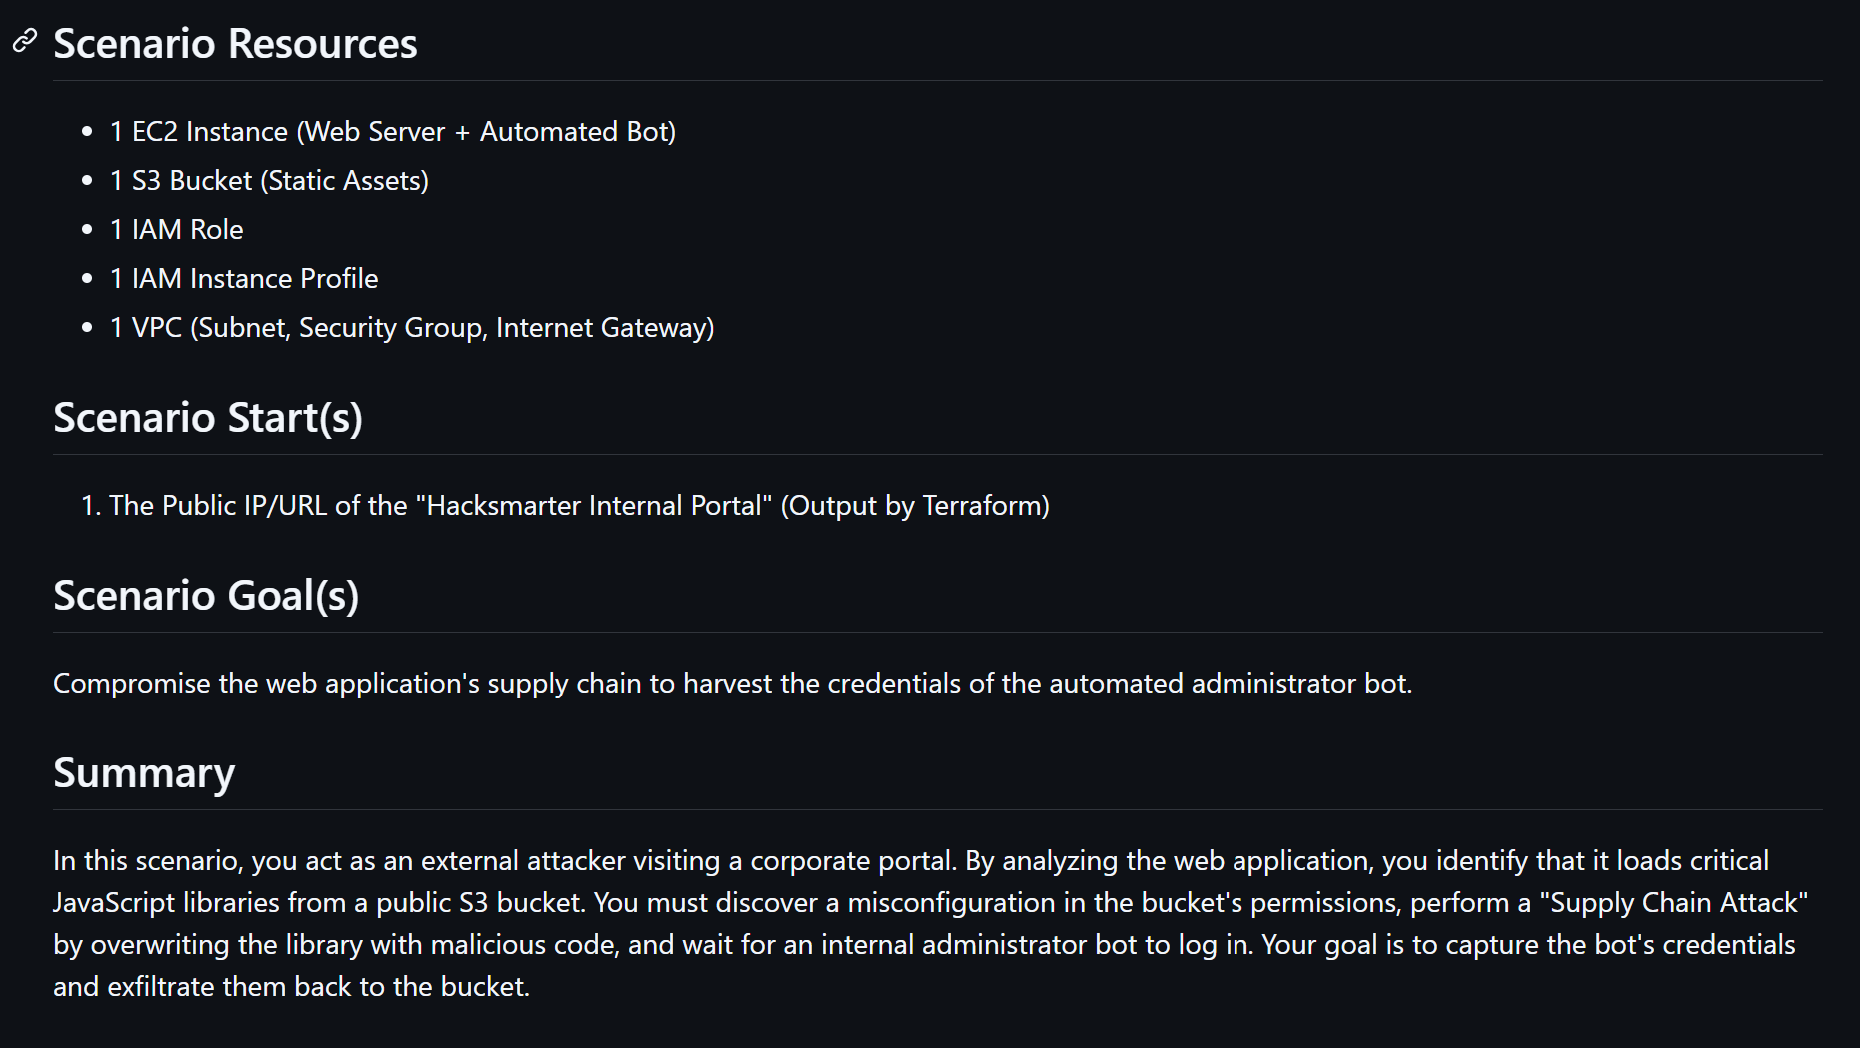 Scenario Resources
1 EC2 Instance (Web Server + Automated Bot)
1 S3 Bucket (Static Assets)
1 IAM Role
1 IAM Instance Profile
1 VPC (Subnet, Security Group, Internet Gateway)
Scenario Start(s)
1. The Public IP/URL of the "Hacksmarter Internal Portal" (Output by Terraform)
Scenario Goal(s)
Compromise the web application's supply chain to harvest the credentials of the automated administrator bot.
Summary
In this scenario, you act as an external attacker visiting a corporate portal. By analyzing the web application, you identify that it loads critical
JavaScript libraries from a public S3 bucket. You must discover a misconfiguration in the bucket's permissions, perform a "Supply Chain Attack"
by overwriting the library with malicious code, and wait for an internal administrator bot to log in. Your goal is to capture the bot's credentials
and exfiltrate them back to the bucket.